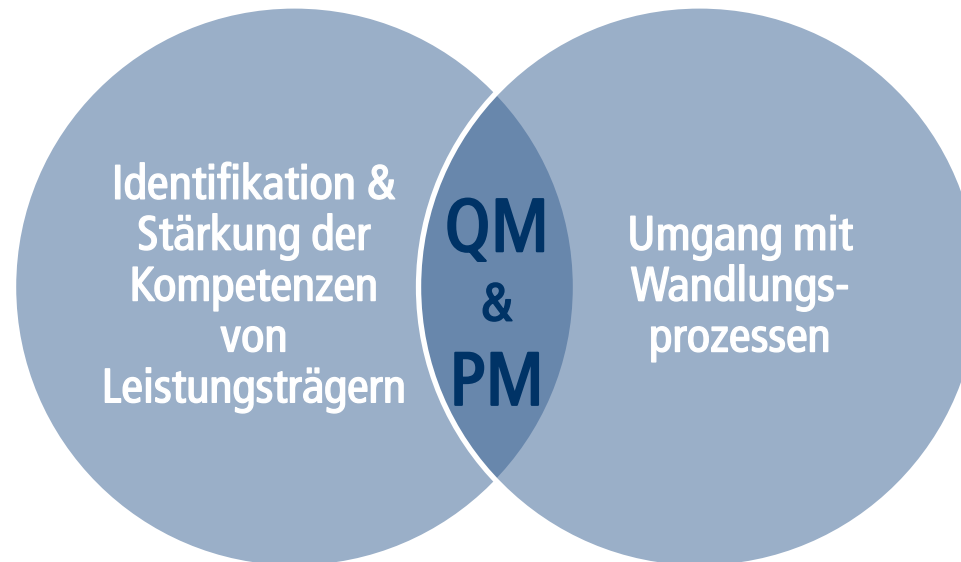 Identifikation &
Stärkung der
Kompetenzen
von
Leistungsträgern
QM
&
PM
Umgang mit
Wandlungs-
prozessen